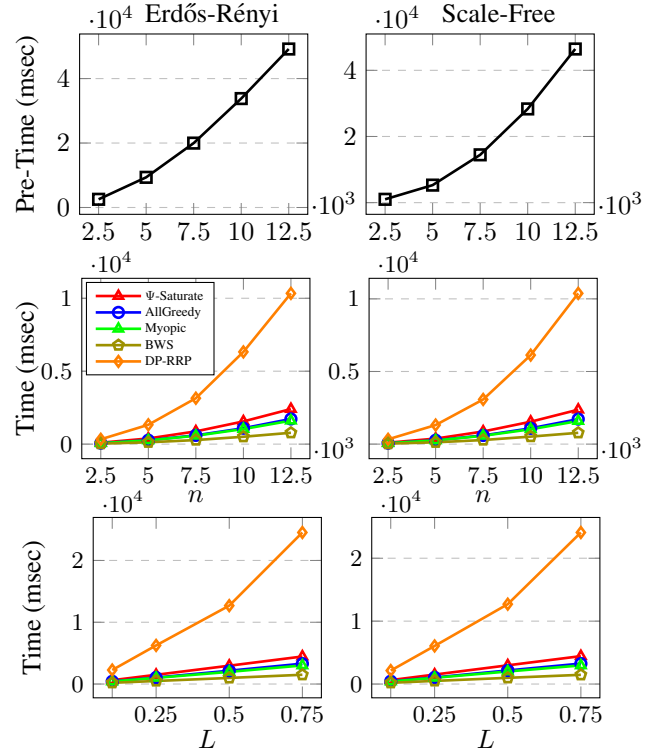 Erdős-Rényi Scale-Free
·10⁴ ·10⁴
Pre-Time (msec)
4
2
0
2.5 5 7.5 10 12.5
·10³
4
2
0
2.5 5 7.5 10 12.5
·10³
·10⁴ ·10⁴
Time (msec)
1
0.5
0
Ψ-Saturate
AllGreedy
Myopic
BWS
DP-RRP
2.5 5 7.5 10 12.5
·10³
n
1
0.5
0
2.5 5 7.5 10 12.5
·10³
n
·10⁴ ·10⁴
Time (msec)
2
1
0
0.25 0.5 0.75
L
2
1
0
0.25 0.5 0.75
L